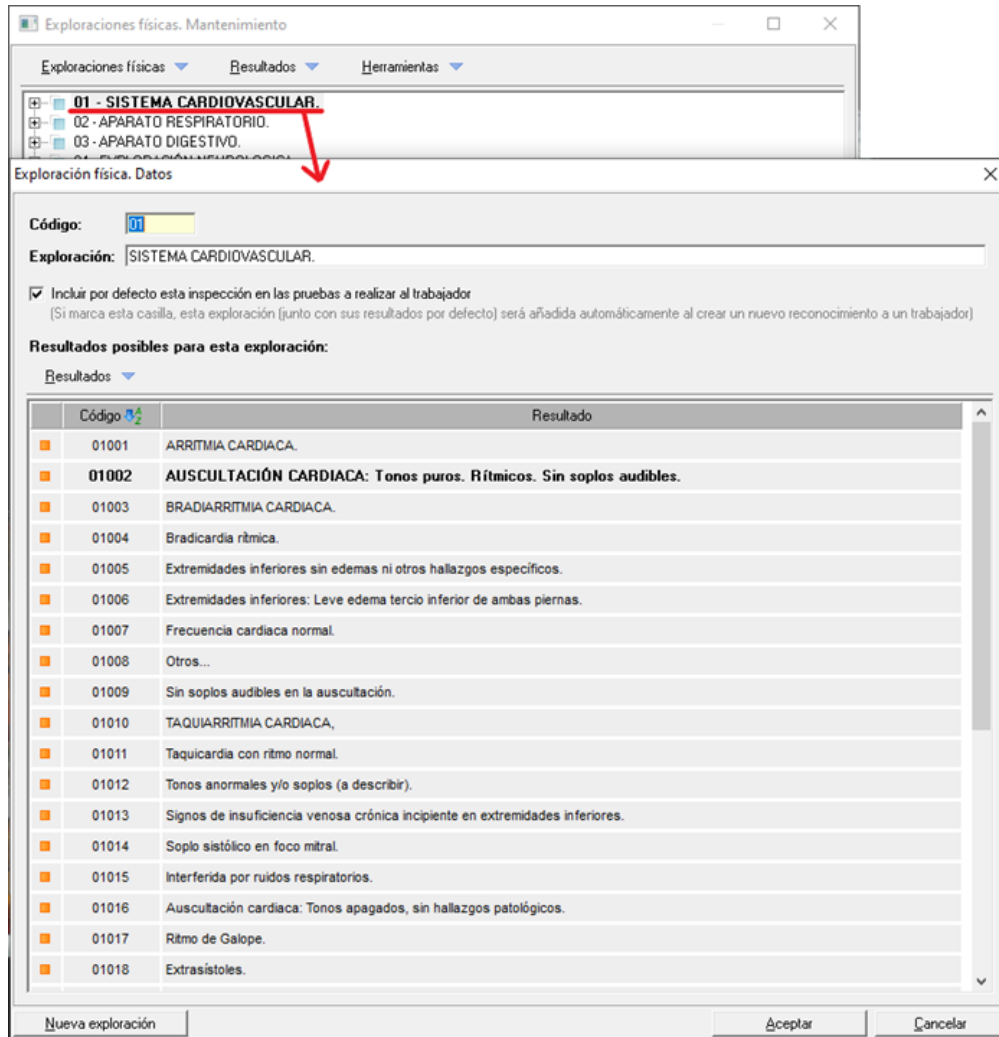 Exploraciones físicas. Mantenimiento
Exploraciones físicas Resultados Herramientas
01 - SISTEMA CARDIOVASCULAR.
02 - APARATO RESPIRATORIO.
03 - APARATO DIGESTIVO.
Exploración física. Datos
Código: 01
Exploración: SISTEMA CARDIOVASCULAR.
Incluir por defecto esta inspección en las pruebas a realizar al trabajador
(Si marca esta casilla, esta exploración (junto con sus resultados por defecto) será añadida automáticamente al crear un nuevo reconocimiento a un trabajador)
Resultados posibles para esta exploración:
Resultados
Código Resultado
01001 ARRITMIA CARDIACA.
01002 AUSCULTACIÓN CARDIACA: Tonos puros. Rítmicos. Sin soplos audibles.
01003 BRADIARRITMIA CARDIACA.
01004 Bradicardia rítmica.
01005 Extremidades inferiores sin edemas ni otros hallazgos específicos.
01006 Extremidades inferiores: Leve edema tercio inferior de ambas piernas.
01007 Frecuencia cardiaca normal.
01008 Otros...
01009 Sin soplos audibles en la auscultación.
01010 TAQUIARRITMIA CARDIACA,
01011 Taquicardia con ritmo normal.
01012 Tonos anormales y/o soplos (a describir).
01013 Signos de insuficiencia venosa crónica incipiente en extremidades inferiores.
01014 Soplo sistólico en foco mitral.
01015 Interferida por ruidos respiratorios.
01016 Auscultación cardiaca: Tonos apagados, sin hallazgos patológicos.
01017 Ritmo de Galope.
01018 Extrasístoles.
Nueva exploración Aceptar Cancelar